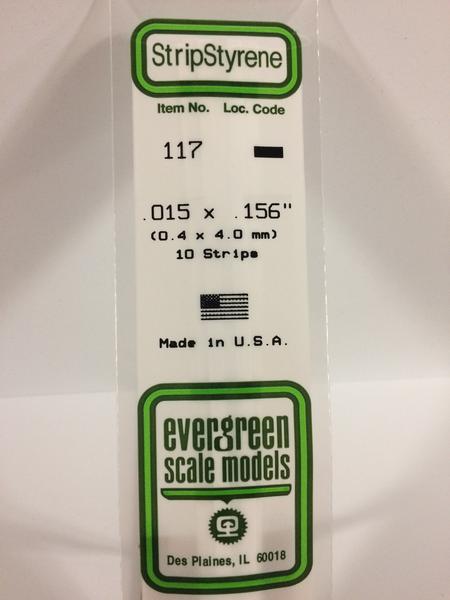 StripStyrene
Item No. Loc. Code
117
.015 x .156"
(0.4 x 4.0 mm)
10 Strips
Made in U.S.A.
evergreen
scale models
Des Plaines, IL 60018